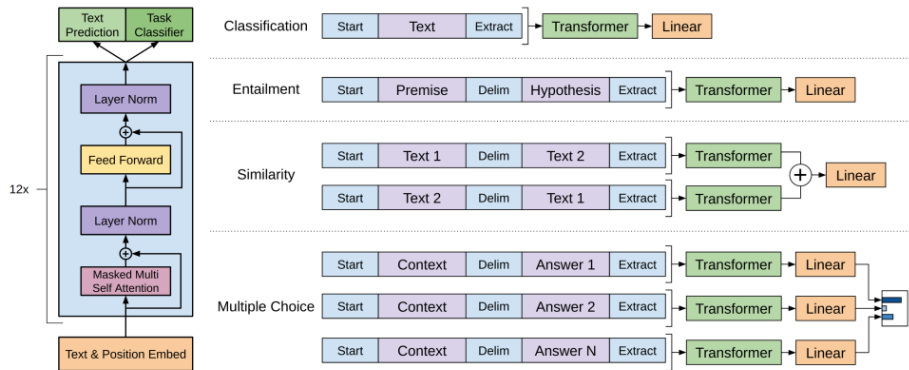 Text Prediction
Task Classifier
12x
Layer Norm
Feed Forward
Layer Norm
Masked Multi
Self Attention
Text & Position Embed
Classification
Start Text Extract Transformer Linear
Entailment
Start Premise Delim Hypothesis Extract Transformer Linear
Similarity
Start Text 1 Delim Text 2 Extract Transformer
Linear
Start Text 2 Delim Text 1 Extract Transformer
Multiple Choice
Start Context Delim Answer 1 Extract Transformer Linear
Start Context Delim Answer 2 Extract Transformer Linear
Start Context Delim Answer N Extract Transformer Linear